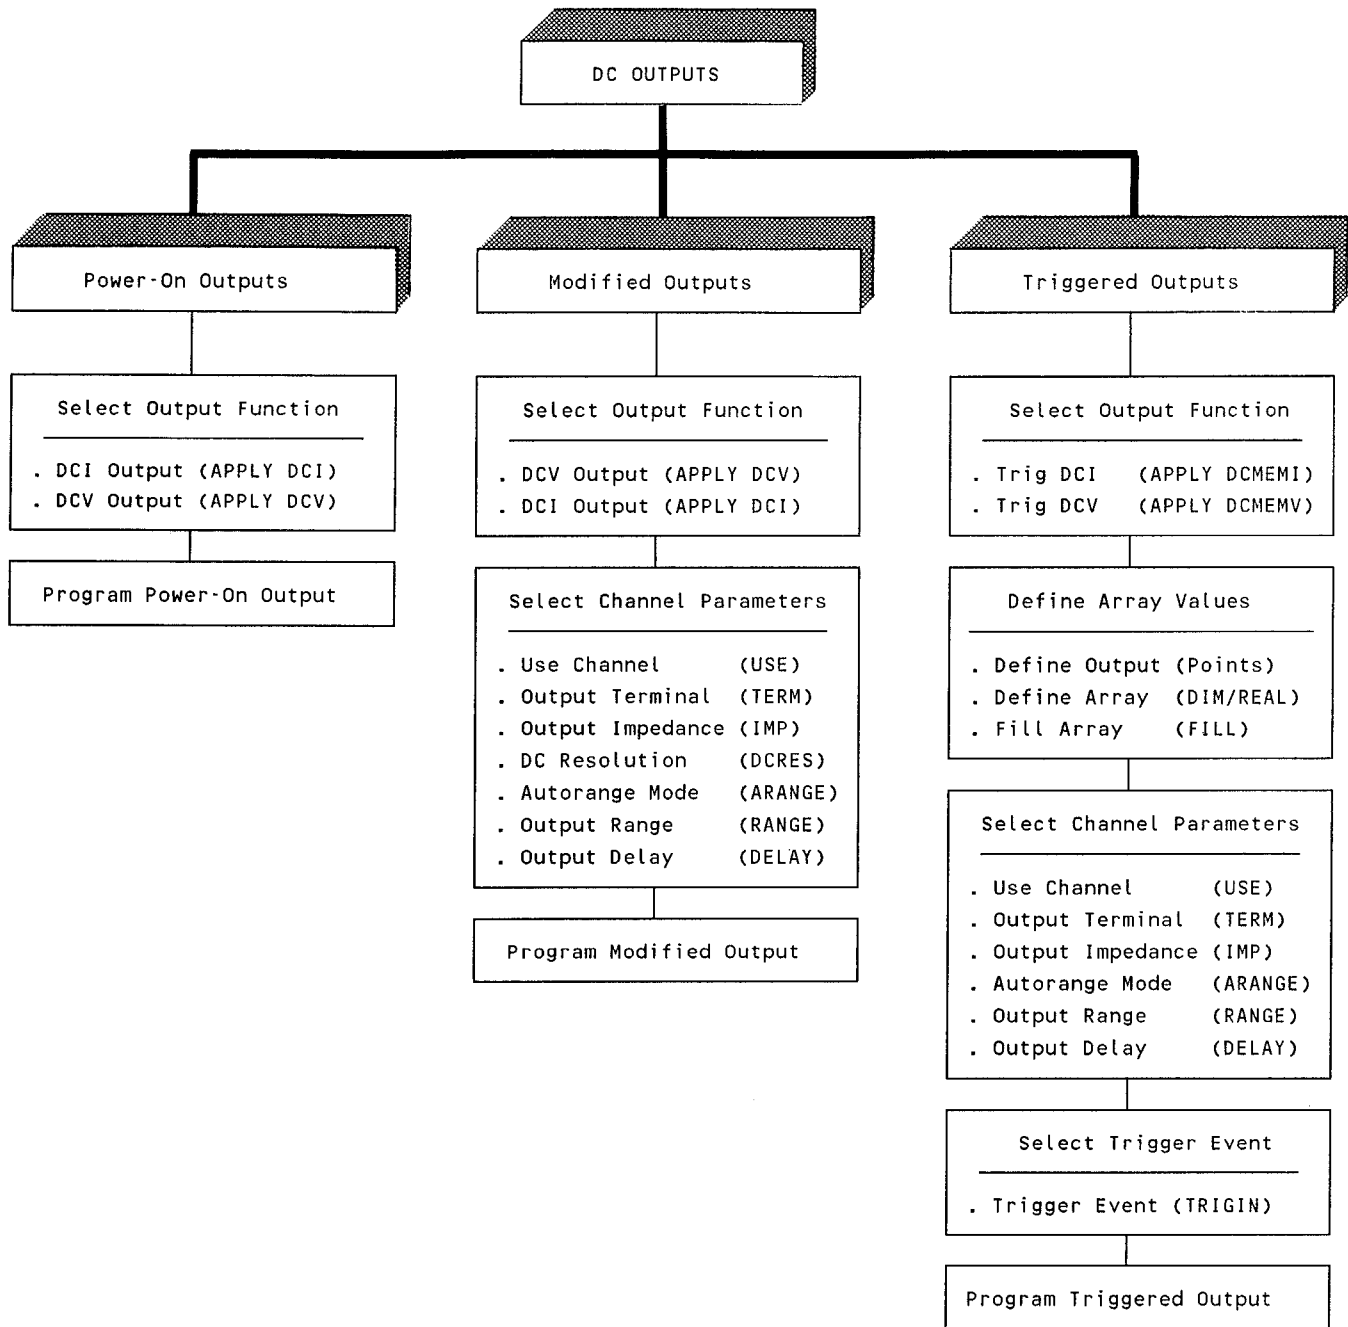 DC OUTPUTS
Power-On Outputs
Select Output Function
. DCI Output (APPLY DCI)
. DCV Output (APPLY DCV)
Program Power-On Output
Modified Outputs
Select Output Function
. DCV Output (APPLY DCV)
. DCI Output (APPLY DCI)
Select Channel Parameters
. Use Channel (USE)
. Output Terminal (TERM)
. Output Impedance (IMP)
. DC Resolution (DCRES)
. Autorange Mode (ARANGE)
. Output Range (RANGE)
. Output Delay (DELAY)
Program Modified Output
Triggered Outputs
Select Output Function
. Trig DCI (APPLY DCMEMI)
. Trig DCV (APPLY DCMEMV)
Define Array Values
. Define Output (Points)
. Define Array (DIM/REAL)
. Fill Array (FILL)
Select Channel Parameters
. Use Channel (USE)
. Output Terminal (TERM)
. Output Impedance (IMP)
. Autorange Mode (ARANGE)
. Output Range (RANGE)
. Output Delay (DELAY)
Select Trigger Event
. Trigger Event (TRIGIN)
Program Triggered Output